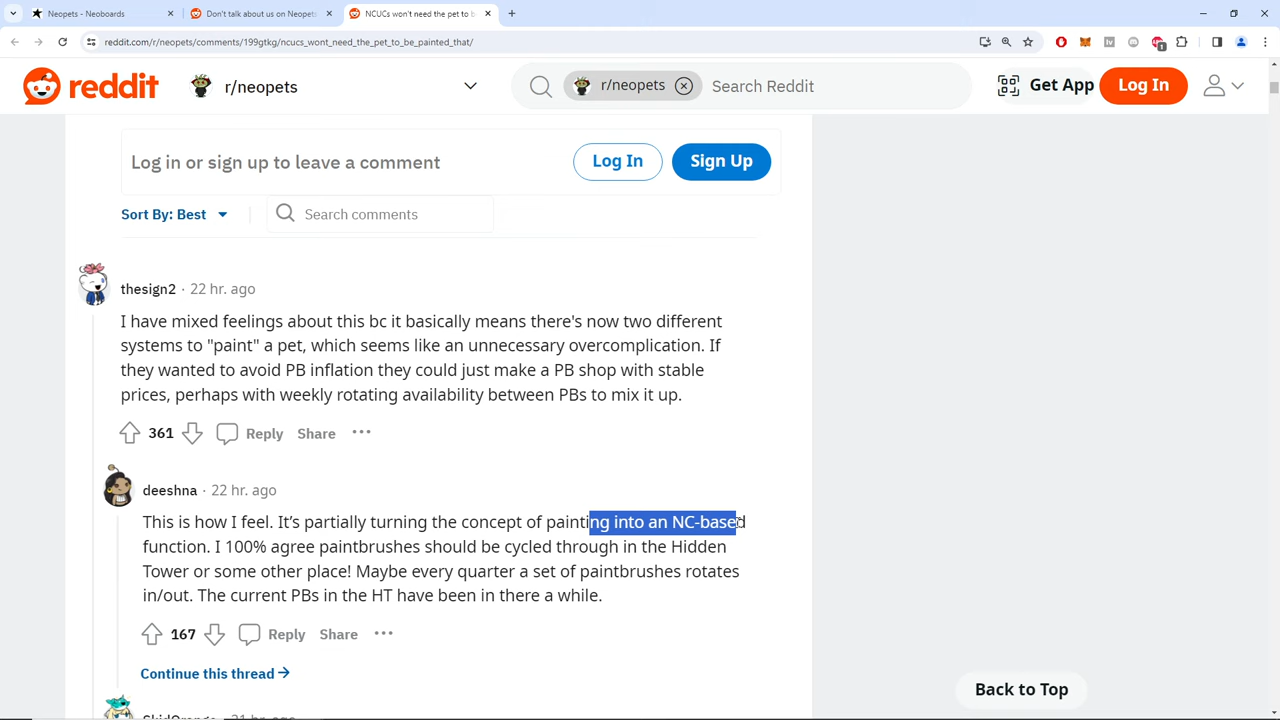 Neopets - Neoboards
Don't talk about us on Neopets
NCUCs won't need the pet to b
reddit.com/r/neopets/comments/199gtkg/ncucs_wont_need_the_pet_to_be_painted_that/
reddit
r/neopets
r/neopets
Search Reddit
Get App
Log In
Log in or sign up to leave a comment
Log In
Sign Up
Sort By: Best
Search comments
thesign2 · 22 hr. ago
I have mixed feelings about this bc it basically means there's now two different
systems to "paint" a pet, which seems like an unnecessary overcomplication. If
they wanted to avoid PB inflation they could just make a PB shop with stable
prices, perhaps with weekly rotating availability between PBs to mix it up.
361
Reply
Share
deeshna · 22 hr. ago
This is how I feel. It's partially turning the concept of painting into an NC-based
function. I 100% agree paintbrushes should be cycled through in the Hidden
Tower or some other place! Maybe every quarter a set of paintbrushes rotates
in/out. The current PBs in the HT have been in there a while.
167
Reply
Share
Continue this thread
Back to Top